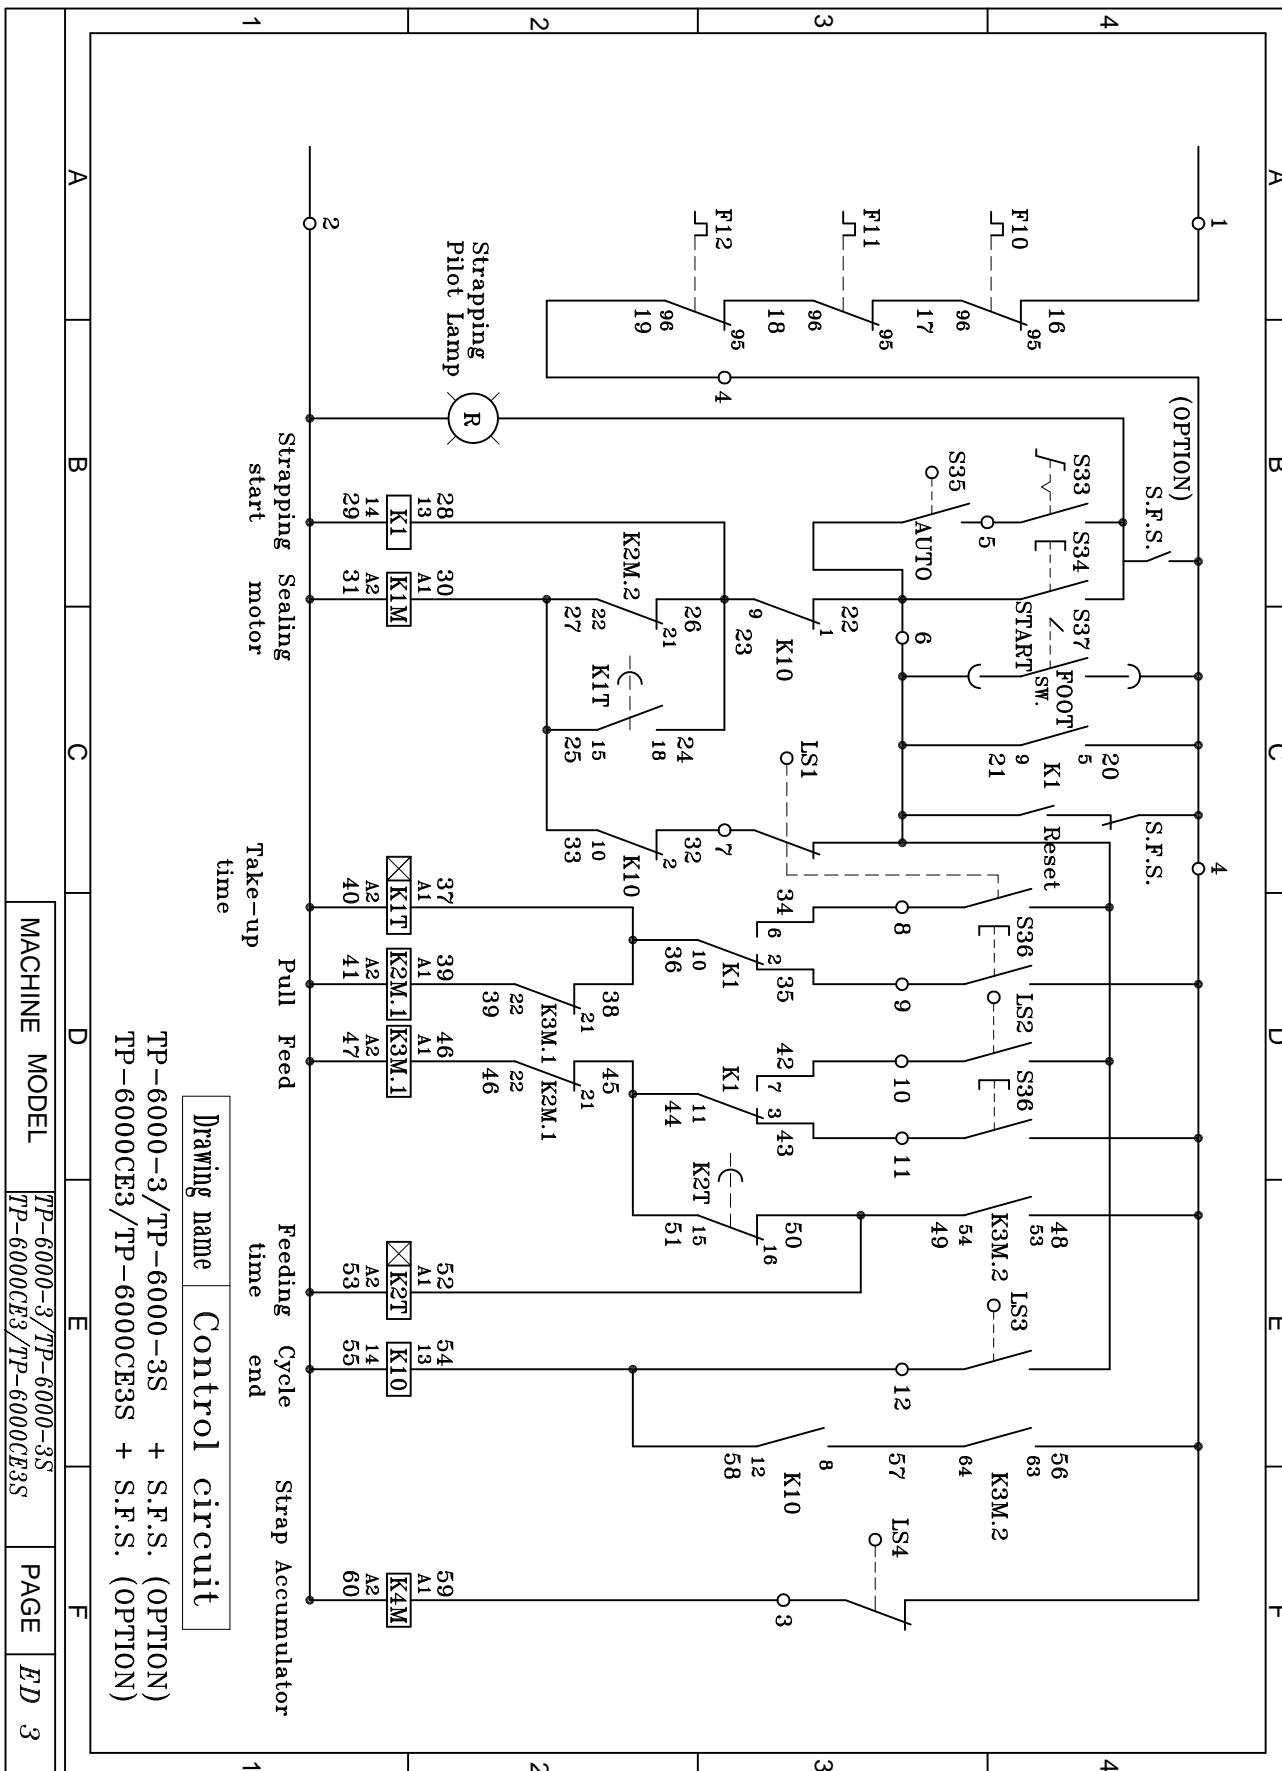 A
B
C
D
E
F
4
3
2
1
1
F10
16
95
96
17
F11
95
96
18
F12
95
96
19
4
2
(OPTION)
S.F.S.
S33
S34
S37
S35
AUTO
START
FOOT
SW.
5
6
22
1
K10
9
23
20
5
K1
9
21
Reset
S.F.S.
4
LS1
K2M.2
26
21
22
27
K1T
24
18
15
25
7
32
2
K10
10
33
S36
8
34
6
9
35
2
K1
10
36
LS2
S36
10
42
7
11
43
3
K1
11
44
K3M.1
38
21
22
39
K2M.1
45
21
22
46
K2T
50
16
15
51
48
53
K3M.2
54
49
LS3
12
56
63
K3M.2
64
57
8
K10
12
58
LS4
3
Strapping
Pilot Lamp
R
28
13
K1
14
29
30
A1
K1M
A2
31
37
A1
K1T
A2
40
39
A1
K2M.1
A2
41
46
A1
K3M.1
A2
47
52
A1
K2T
A2
53
54
13
K10
14
55
59
A1
K4M
A2
60
Strapping
start
Sealing
motor
Take-up
time
Pull
Feed
Feeding
time
Cycle
end
Strap Accumulator
Drawing name
Control circuit
TP-6000-3/TP-6000-3S + S.F.S. (OPTION)
TP-6000CE3/TP-6000CE3S + S.F.S. (OPTION)
A
B
C
D
E
F
4
3
2
1
MACHINE MODEL
TP-6000-3/TP-6000-3S
TP-6000CE3/TP-6000CE3S
PAGE
ED 3